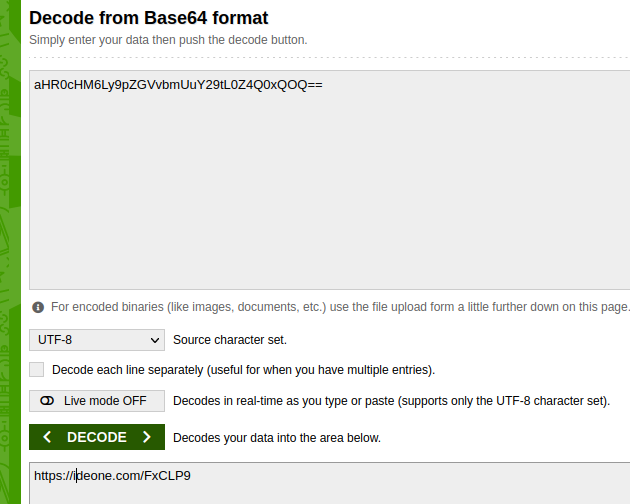 Decode from Base64 format
Simply enter your data then push the decode button.
aHR0cHM6Ly9pZGVvbmUuY29tL0Z4Q0xQOQ==
For encoded binaries (like images, documents, etc.) use the file upload form a little further down on this page.
UTF-8 Source character set.
Decode each line separately (useful for when you have multiple entries).
Live mode OFF Decodes in real-time as you type or paste (supports only the UTF-8 character set).
< DECODE > Decodes your data into the area below.
https://ideone.com/FxCLP9